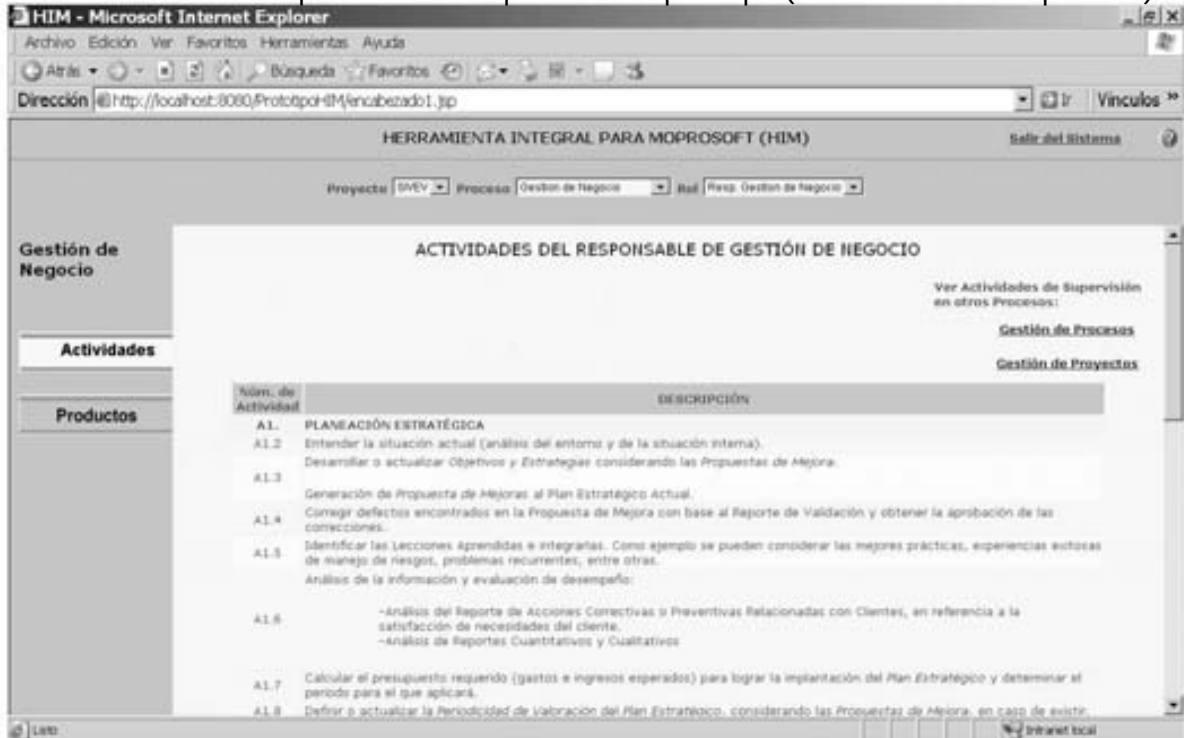 HIM - Microsoft Internet Explorer
Archivo Edición Ver Favoritos Herramientas Ayuda
Atrás Búsqueda Favoritos
Dirección http://localhost:8080/PrototipoHIM/encabezado1.jsp Ir Vínculos »
HERRAMIENTA INTEGRAL PARA MOPROSOFT (HIM) Salir del Sistema
Proyecto SIVEV Proceso Gestion de Negocio Rol Resp. Gestion de Negocio
Gestión de
Negocio
Actividades
Productos
ACTIVIDADES DEL RESPONSABLE DE GESTIÓN DE NEGOCIO
Ver Actividades de Supervisión
en otros Procesos:
Gestión de Procesos
Gestión de Proyectos
Núm. de
Actividad
DESCRIPCIÓN
A1. PLANEACIÓN ESTRATÉGICA
A1.2 Entender la situación actual (análisis del entorno y de la situación interna).
A1.3 Desarrollar o actualizar Objetivos y Estrategias considerando las Propuestas de Mejora.
Generación de Propuesta de Mejoras al Plan Estratégico Actual.
A1.4 Corregir defectos encontrados en la Propuesta de Mejora con base al Reporte de Validación y obtener la aprobación de las
correcciones.
A1.5 Identificar las Lecciones Aprendidas e integrarlas. Como ejemplo se pueden considerar las mejores prácticas, experiencias exitosas
de manejo de riesgos, problemas recurrentes, entre otras.
A1.6 Análisis de la información y evaluación de desempeño:
-Análisis del Reporte de Acciones Correctivas o Preventivas Relacionadas con Clientes, en referencia a la
satisfacción de necesidades del cliente.
-Análisis de Reportes Cuantitativos y Cualitativos
A1.7 Calcular el presupuesto requerido (gastos e ingresos esperados) para lograr la implantación del Plan Estratégico y determinar el
periodo para el que aplicará.
A1.8 Definir o actualizar la Periodicidad de Valoración del Plan Estratégico, considerando las Propuestas de Mejora, en caso de existir.
Listo Intranet local